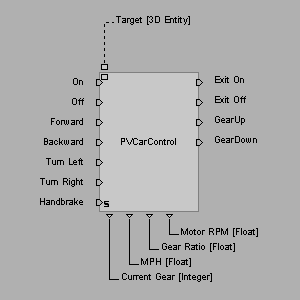 Target [3D Entity]
On
Exit On
Off
Exit Off
Forward
GearUp
Backward
PVCarControl
GearDown
Turn Left
Turn Right
Handbrake
S
Motor RPM [Float]
Gear Ratio [Float]
MPH [Float]
Current Gear [Integer]